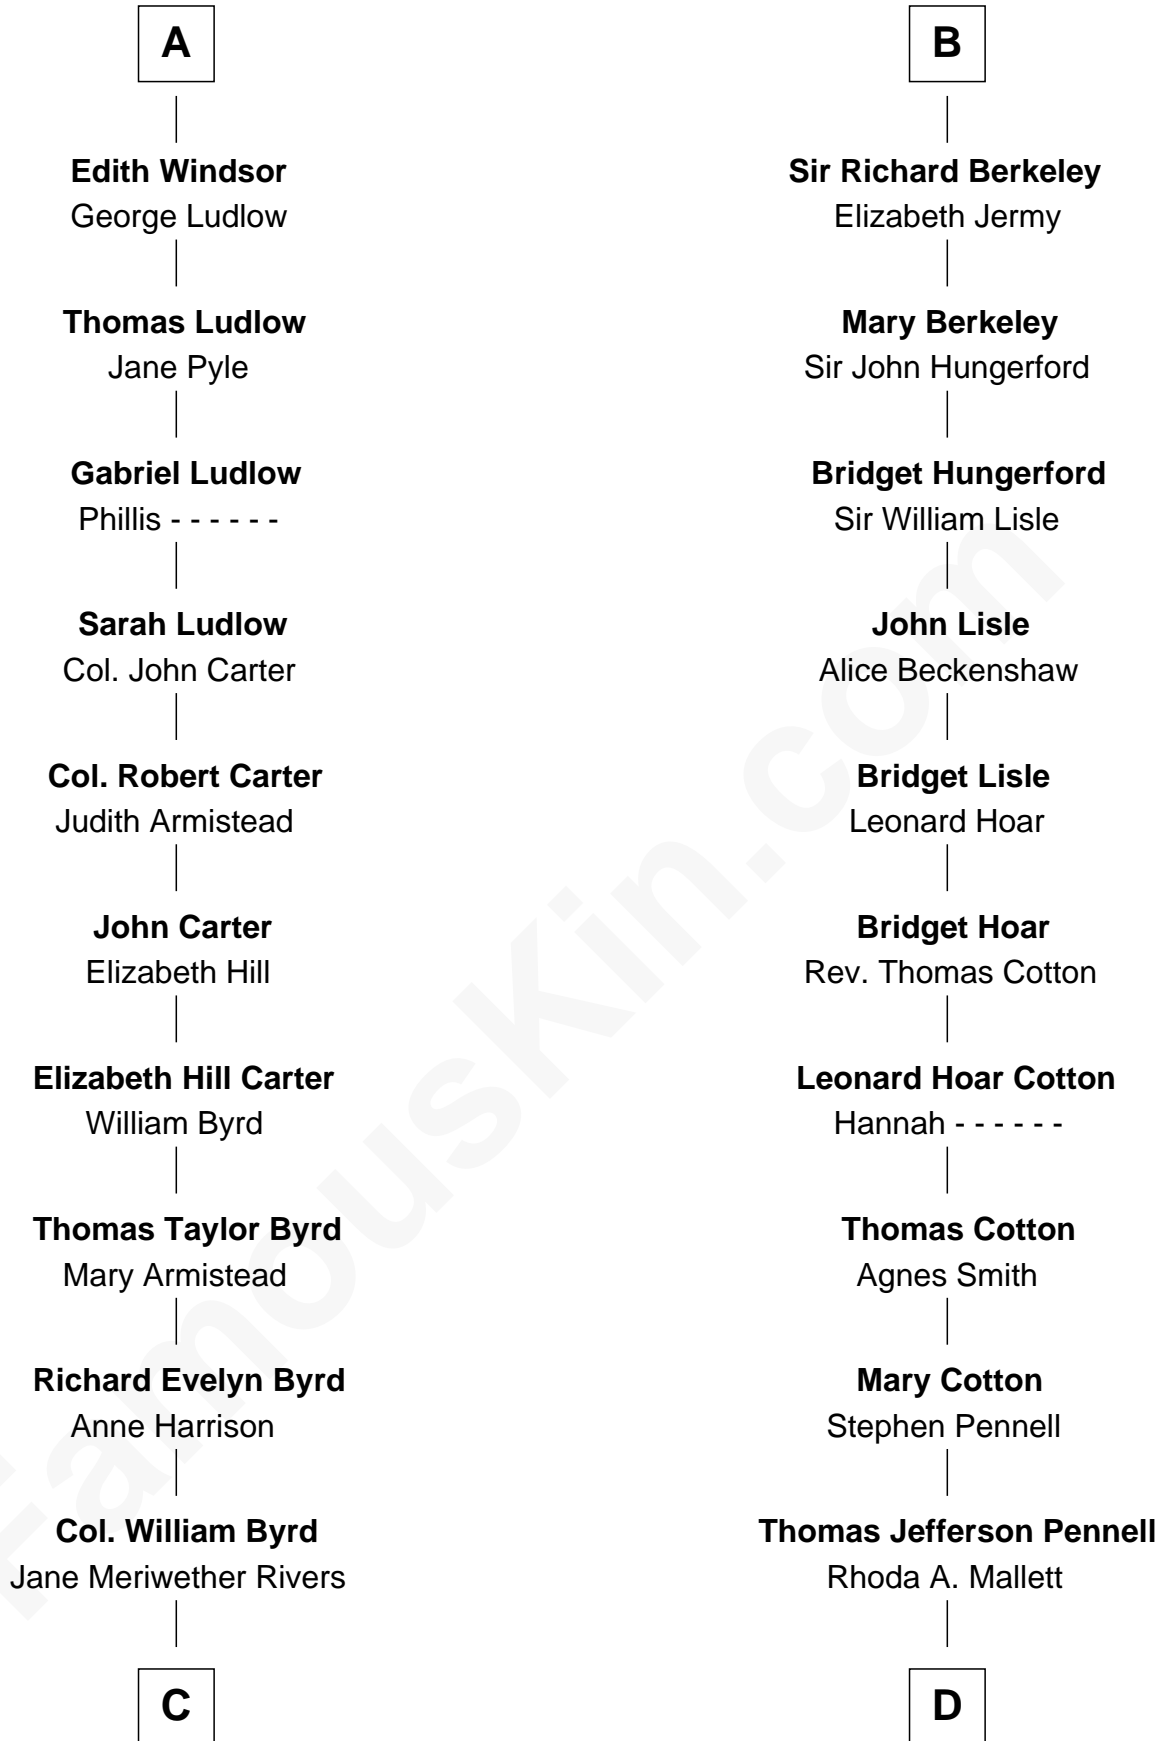 A
Edith Windsor
George Ludlow
Thomas Ludlow
Jane Pyle
Gabriel Ludlow
Phillis - - - - - -
Sarah Ludlow
Col. John Carter
Col. Robert Carter
Judith Armistead
John Carter
Elizabeth Hill
Elizabeth Hill Carter
William Byrd
Thomas Taylor Byrd
Mary Armistead
Richard Evelyn Byrd
Anne Harrison
Col. William Byrd
Jane Meriwether Rivers
C
B
Sir Richard Berkeley
Elizabeth Jermy
Mary Berkeley
Sir John Hungerford
Bridget Hungerford
Sir William Lisle
John Lisle
Alice Beckenshaw
Bridget Lisle
Leonard Hoar
Bridget Hoar
Rev. Thomas Cotton
Leonard Hoar Cotton
Hannah - - - - - -
Thomas Cotton
Agnes Smith
Mary Cotton
Stephen Pennell
Thomas Jefferson Pennell
Rhoda A. Mallett
D
FamousKin.com